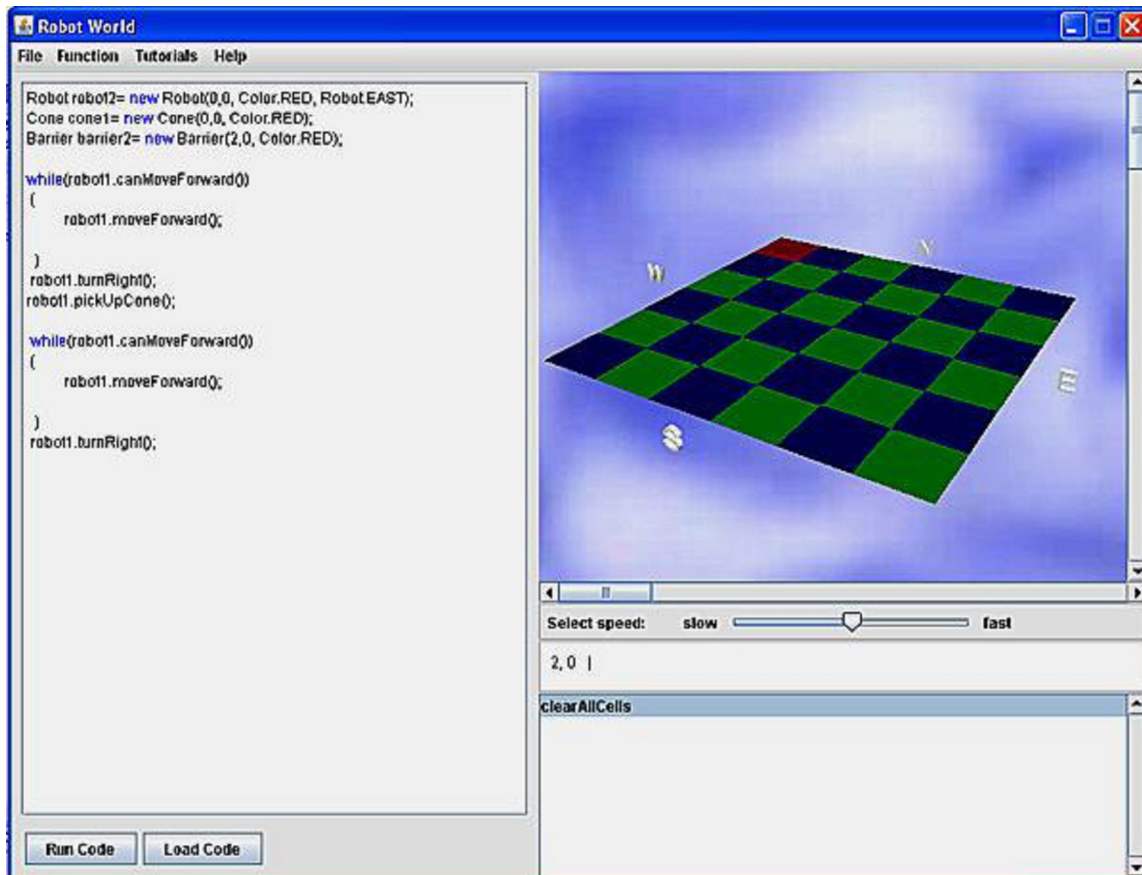 Robot World
File Function Tutorials Help
Robot robot2= new Robot(0,0, Color.RED, Robot.EAST);
Cone cone1= new Cone(0,0, Color.RED);
Barrier barrier2= new Barrier(2,0, Color.RED);
while(robot1.canMoveForward())
{
robot1.moveForward();
}
robot1.turnRight();
robot1.pickUpCone();
while(robot1.canMoveForward())
{
robot1.moveForward();
}
robot1.turnRight();
Run Code Load Code
N
W
E
S
Select speed: slow fast
2, 0 |
clearAllCells